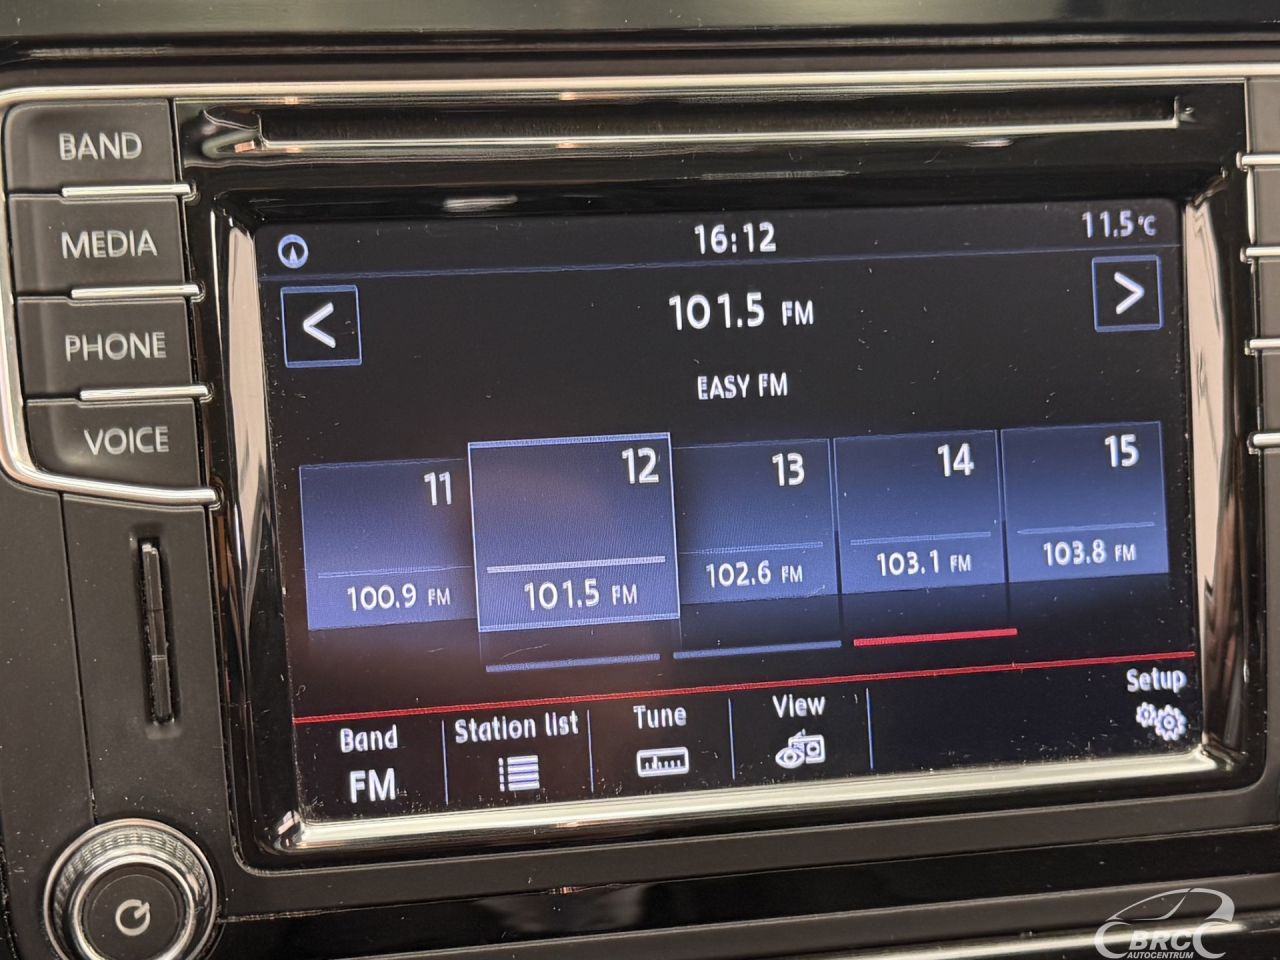 BAND
MEDIA
PHONE
VOICE
16:12
11.5°C
<
101.5 FM
>
EASY FM
11
12
13
14
15
100.9 FM
101.5 FM
102.6 FM
103.1 FM
103.8 FM
Band
FM
Station list
Tune
View
Setup
BRC
AUTOCENTRUM